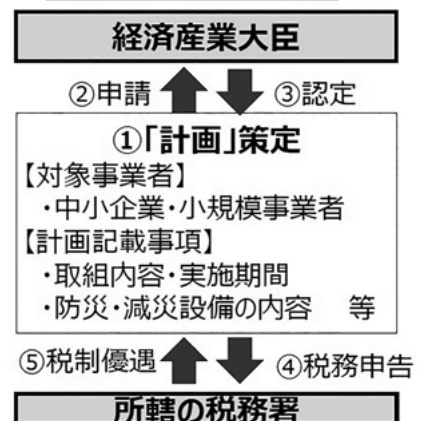 経済産業大臣
②申請 ③認定
①「計画」策定
【対象事業者】
・中小企業・小規模事業者
【計画記載事項】
・取組内容・実施期間
・防災・減災設備の内容 等
⑤税制優遇 ④税務申告
所轄の税務署